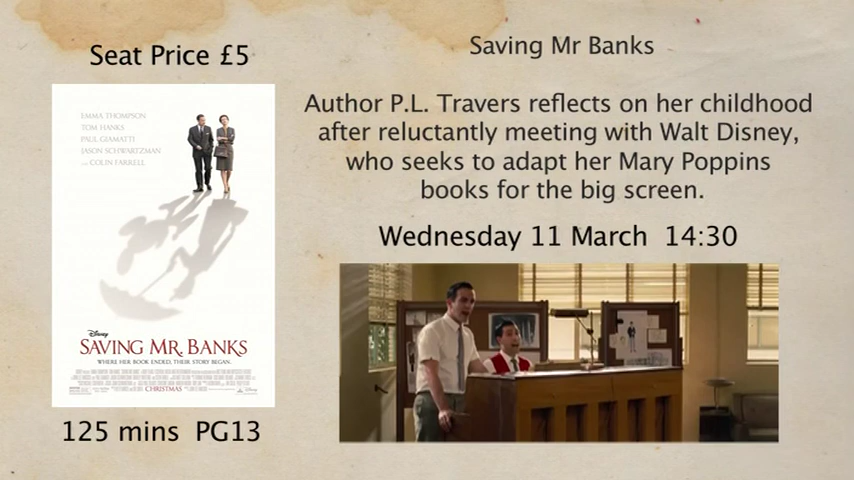 Seat Price £5
Saving Mr Banks
EMMA THOMPSON
TOM HANKS
PAUL GIAMATTI
JASON SCHWARTZMAN
AND COLIN FARRELL
Disney
SAVING MR. BANKS
WHERE HER BOOK ENDED, THEIR STORY BEGAN.
CHRISTMAS
125 mins PG13
Author P.L. Travers reflects on her childhood
after reluctantly meeting with Walt Disney,
who seeks to adapt her Mary Poppins
books for the big screen.
Wednesday 11 March 14:30